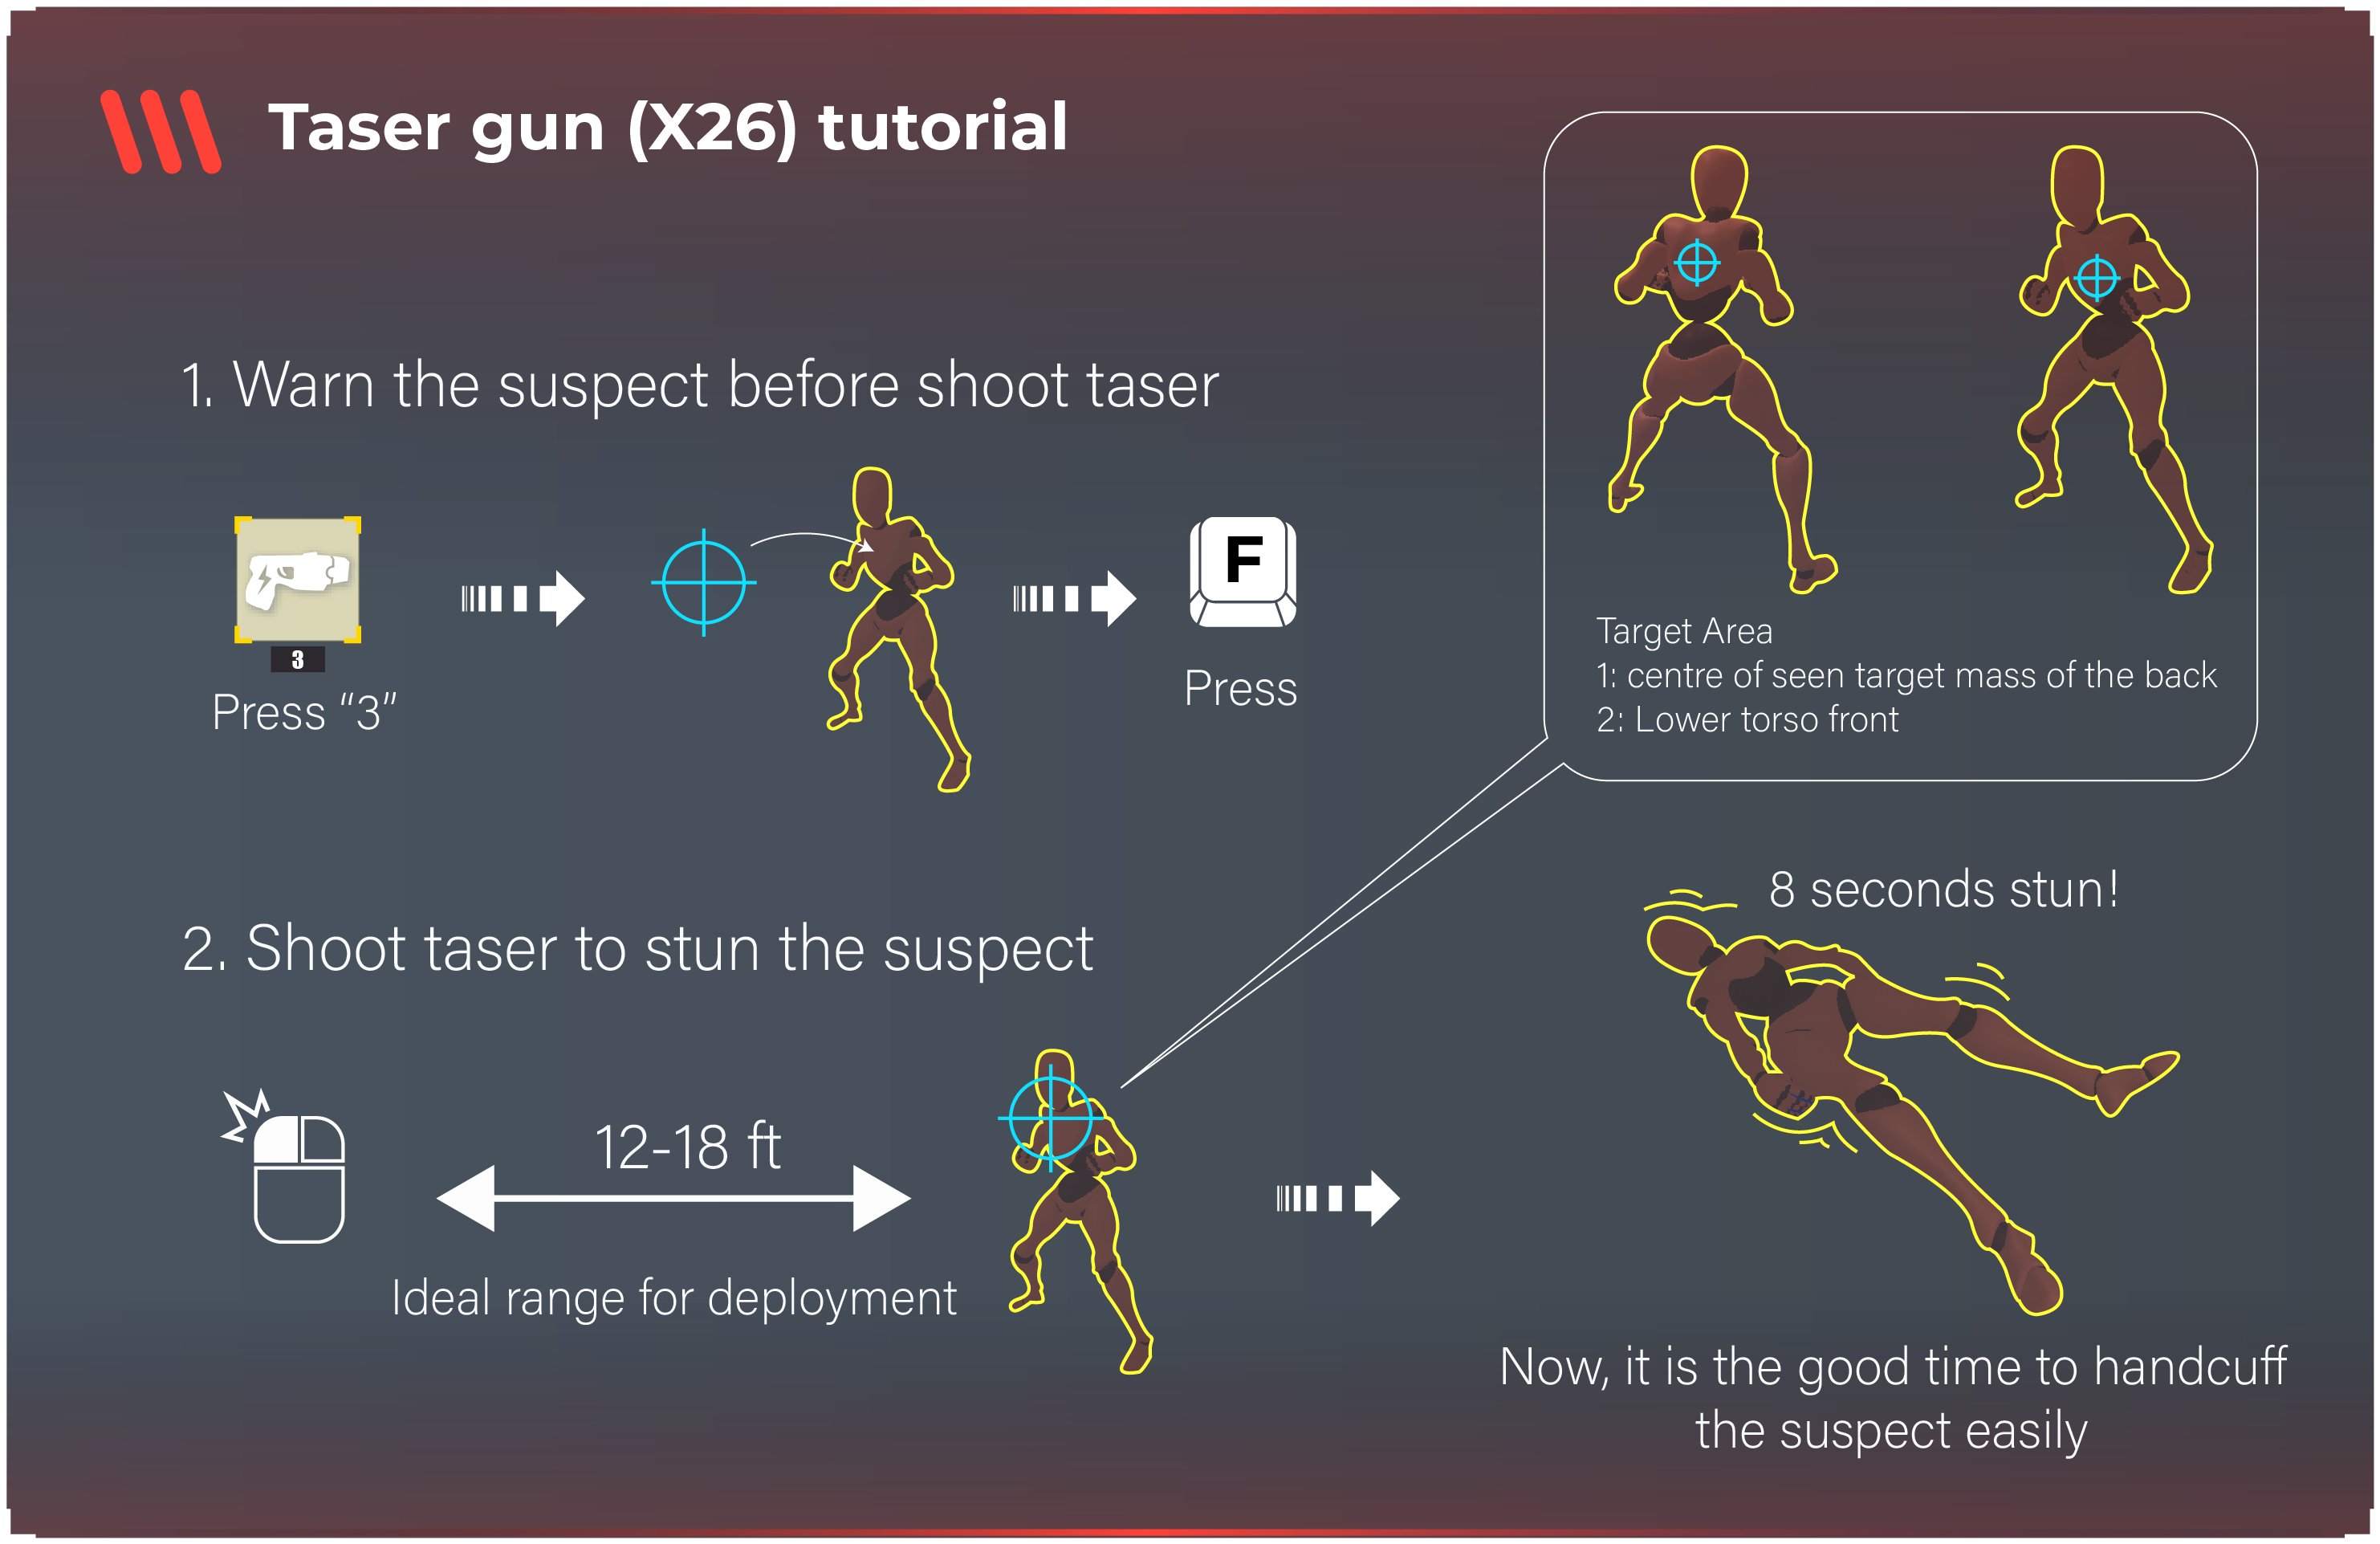 Taser gun (X26) tutorial
1. Warn the suspect before shoot taser
3
Press “3”
F
Press
Target Area
1: centre of seen target mass of the back
2: Lower torso front
2. Shoot taser to stun the suspect
12-18 ft
Ideal range for deployment
8 seconds stun!
Now, it is the good time to handcuff
the suspect easily